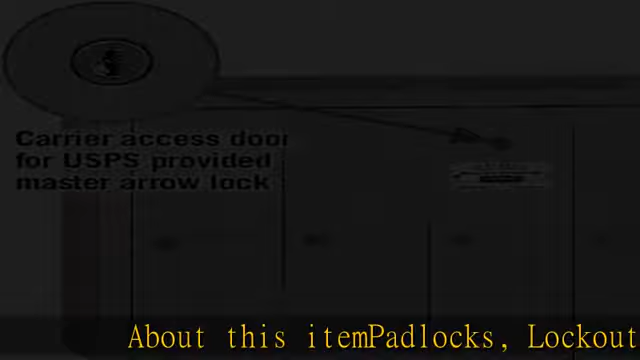 Carrier access door
for USPS provided
master arrow lock
About this itemPadlocks, Lockout